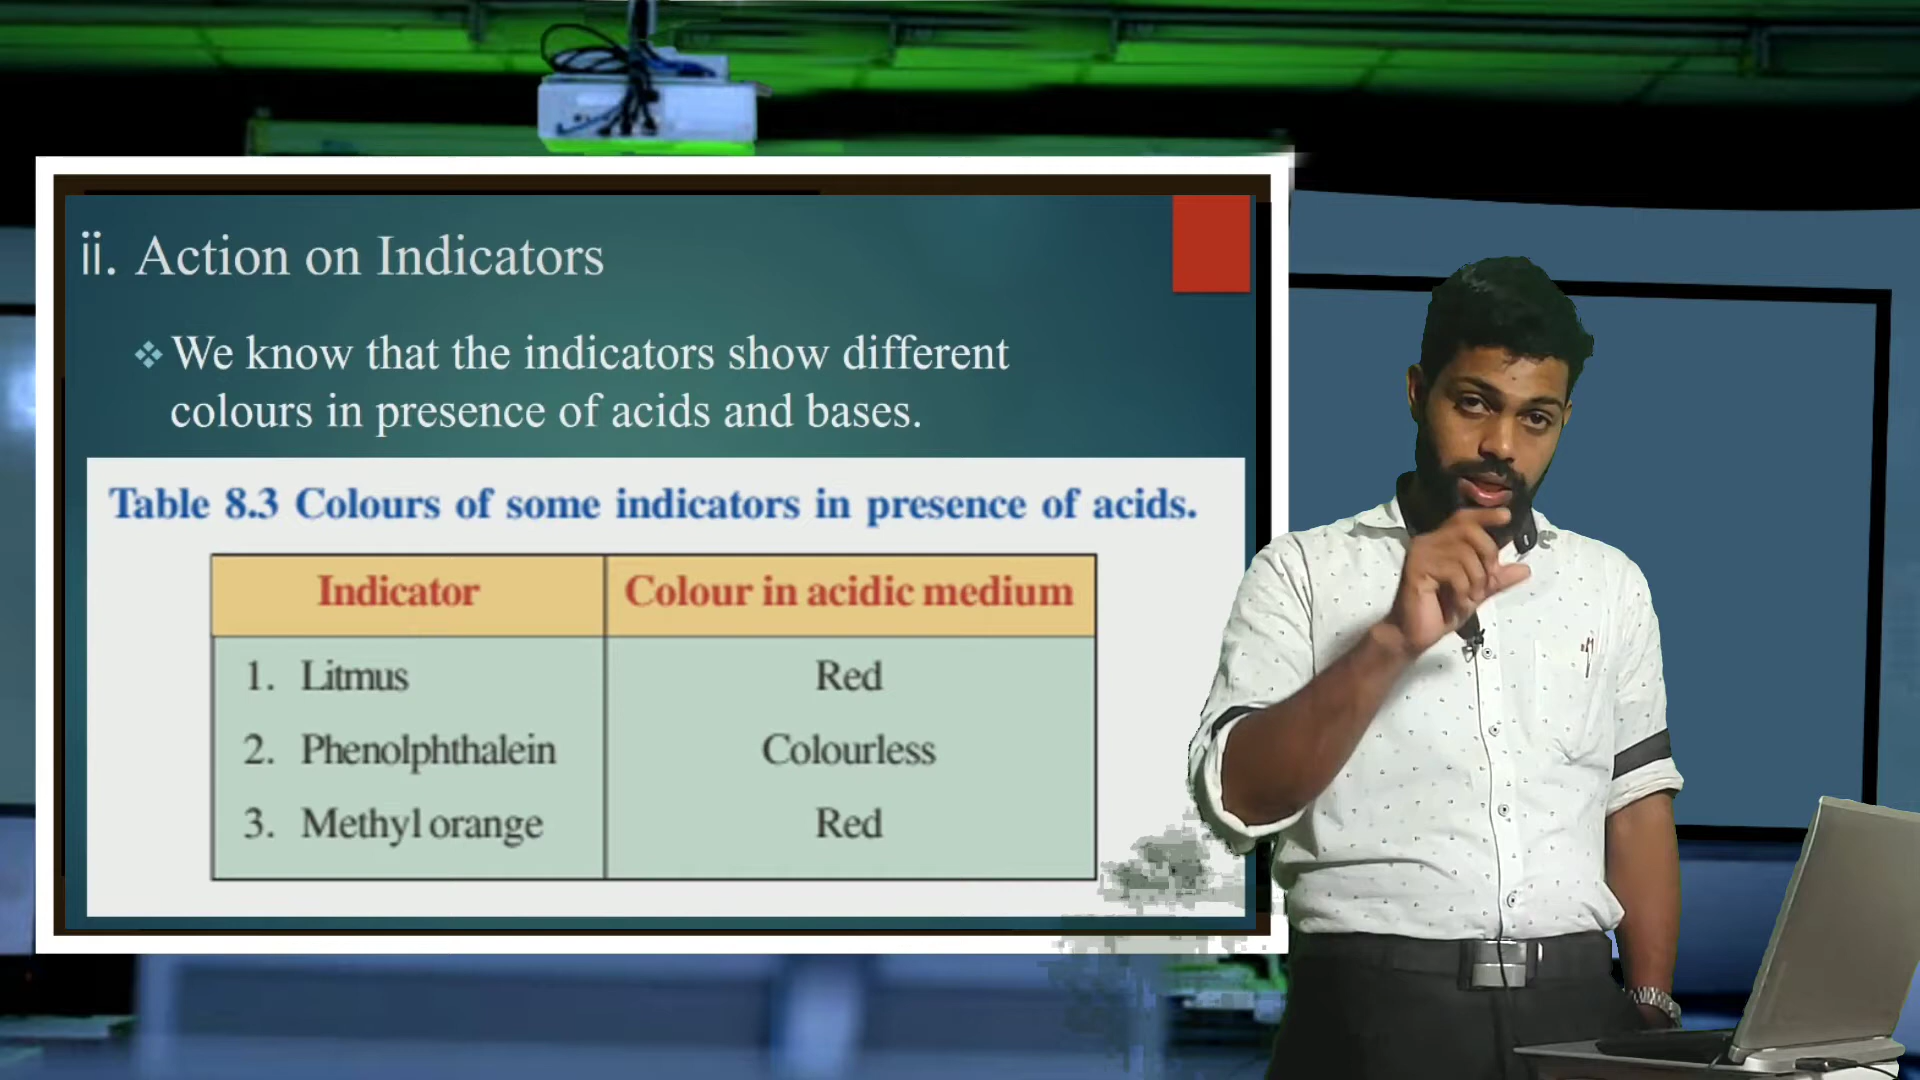 ii. Action on Indicators
❖ We know that the indicators show different
colours in presence of acids and bases.
Table 8.3 Colours of some indicators in presence of acids.
Indicator Colour in acidic medium
1. Litmus Red
2. Phenolphthalein Colourless
3. Methyl orange Red